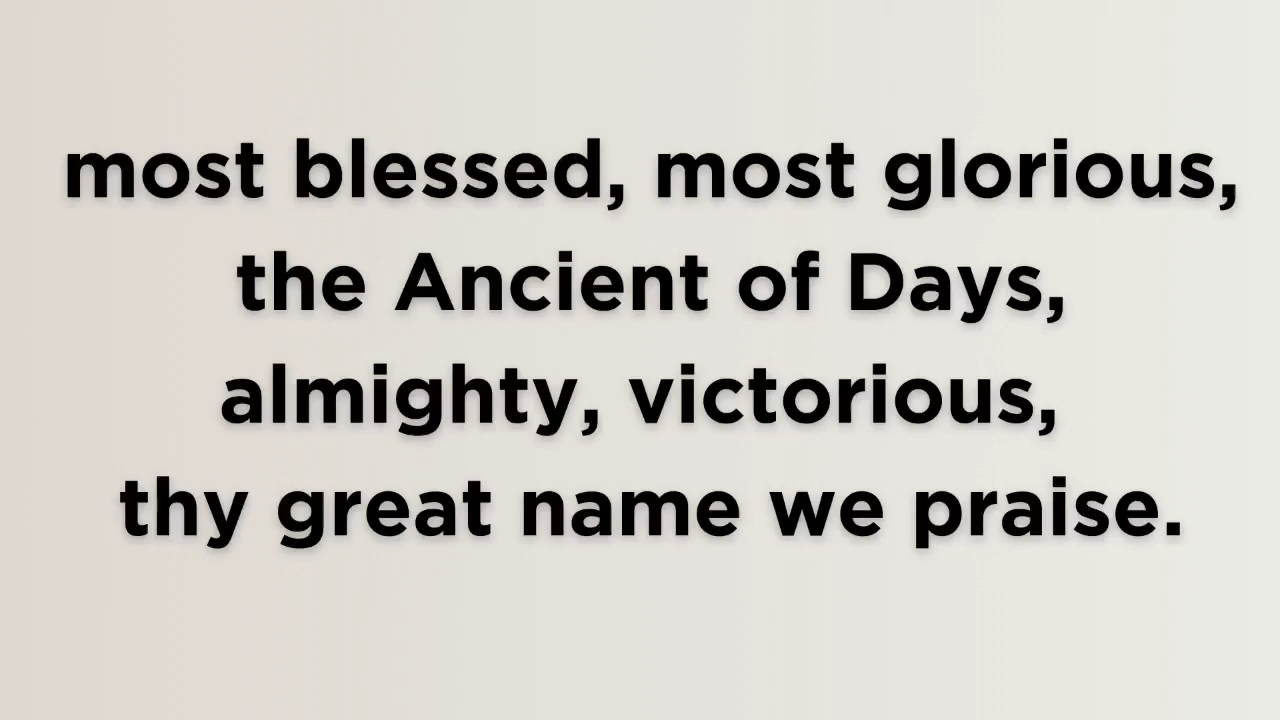 most blessed, most glorious,
the Ancient of Days,
almighty, victorious,
thy great name we praise.